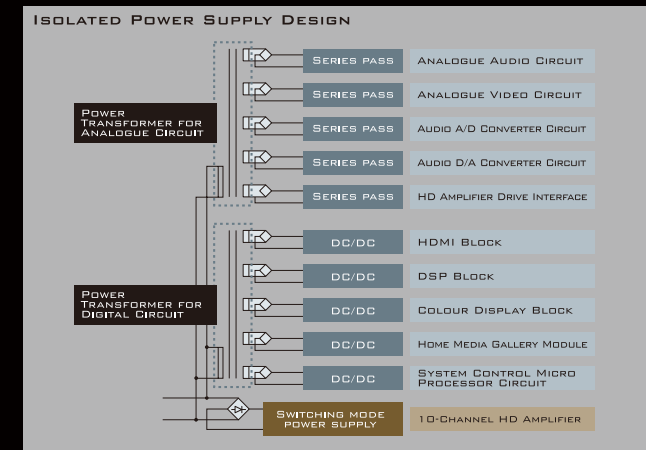 Isolated Power Supply Design
Series pass Analogue Audio Circuit
Series pass Analogue Video Circuit
Power
Transformer for
Analogue Circuit
Series pass Audio A/D Converter Circuit
Series pass Audio D/A Converter Circuit
Series pass HD Amplifier Drive Interface
DC/DC HDMI Block
DC/DC DSP Block
Power
Transformer for
Digital Circuit
DC/DC Colour Display Block
DC/DC Home Media Gallery Module
DC/DC System Control Micro
Processor Circuit
Switching mode
power supply
10-Channel HD Amplifier